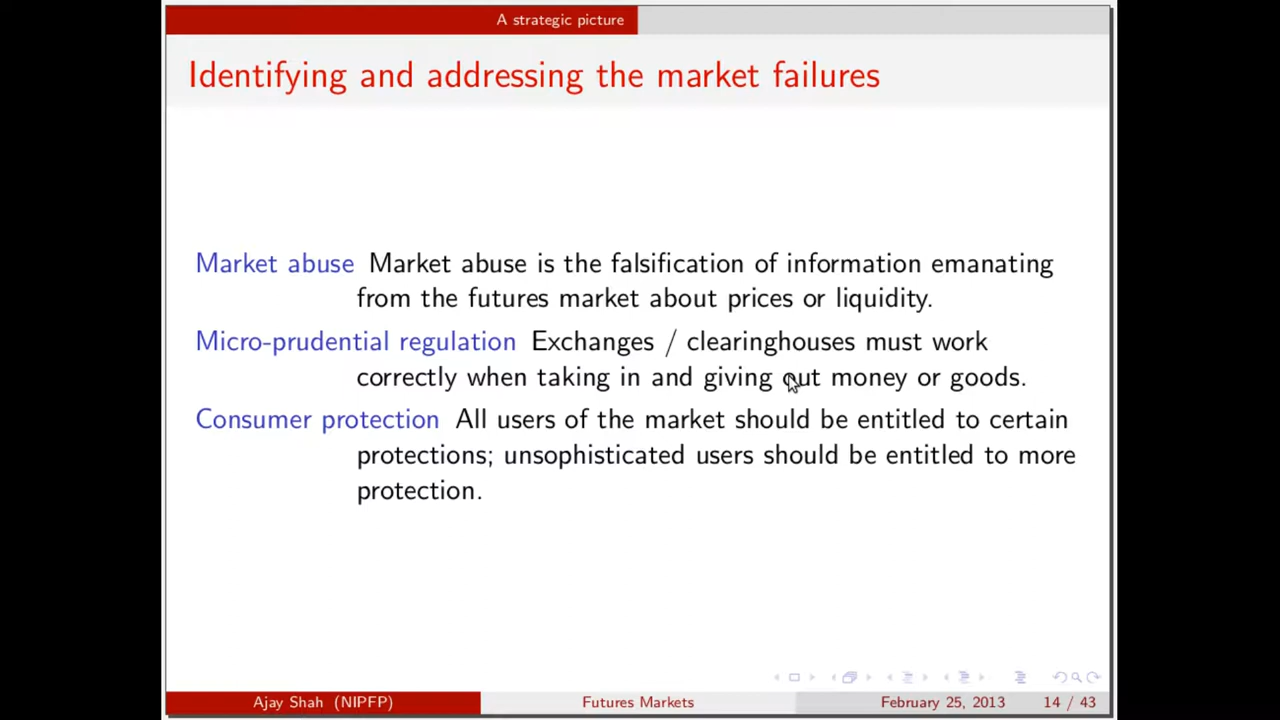 A strategic picture
Identifying and addressing the market failures
Market abuse Market abuse is the falsification of information emanating
from the futures market about prices or liquidity.
Micro-prudential regulation Exchanges / clearinghouses must work
correctly when taking in and giving out money or goods.
Consumer protection All users of the market should be entitled to certain
protections; unsophisticated users should be entitled to more
protection.
Ajay Shah (NIPFP) Futures Markets February 25, 2013 14 / 43